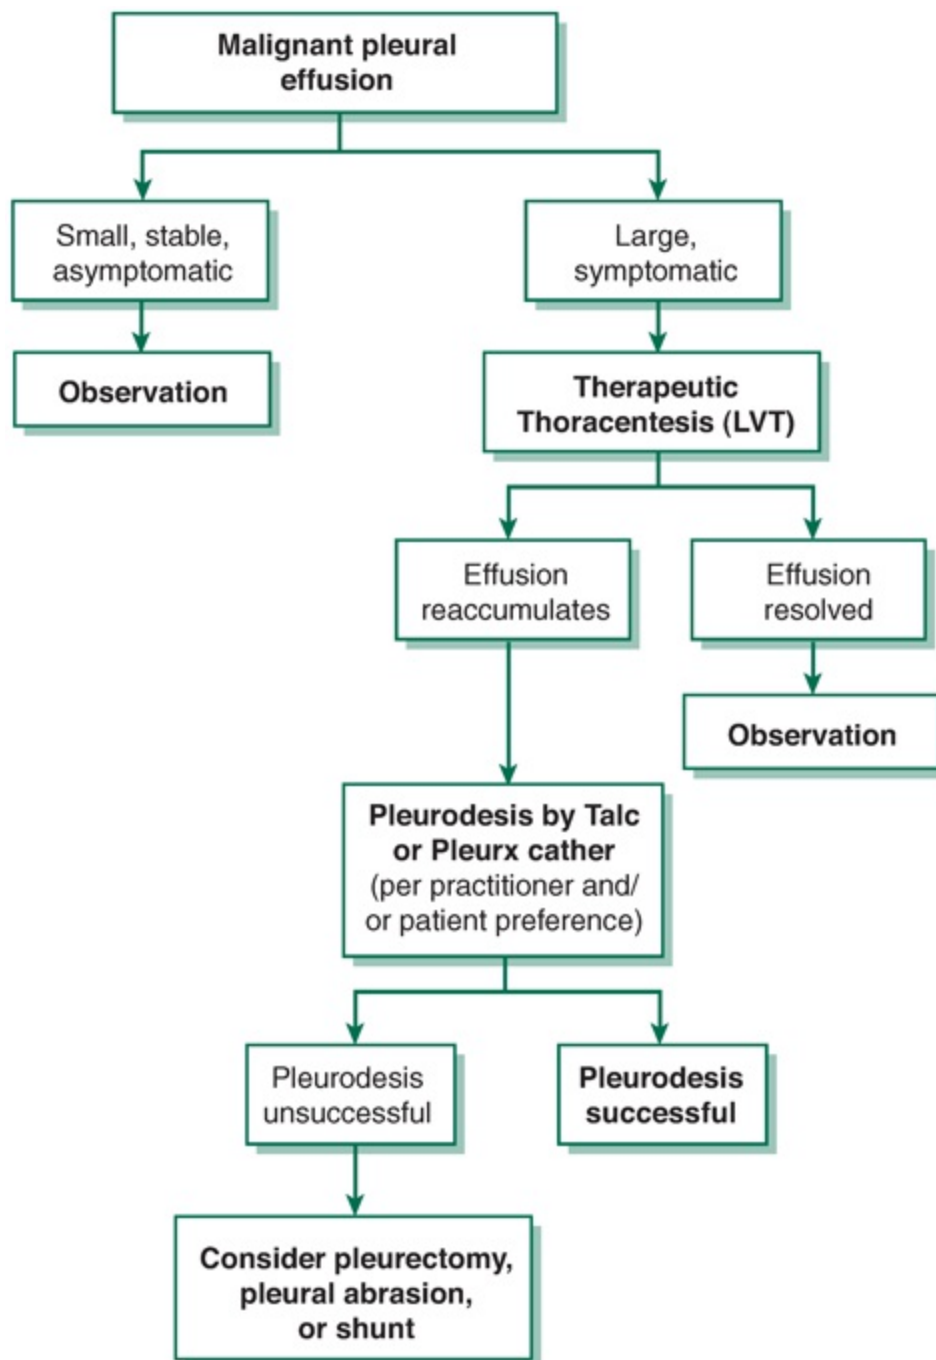 Malignant pleural
effusion
Small, stable,
asymptomatic
Large,
symptomatic
Observation
Therapeutic
Thoracentesis (LVT)
Effusion
reaccumulates
Effusion
resolved
Observation
Pleurodesis by Talc
or Pleurx cather
(per practitioner and/
or patient preference)
Pleurodesis
unsuccessful
Pleurodesis
successful
Consider pleurectomy,
pleural abrasion,
or shunt